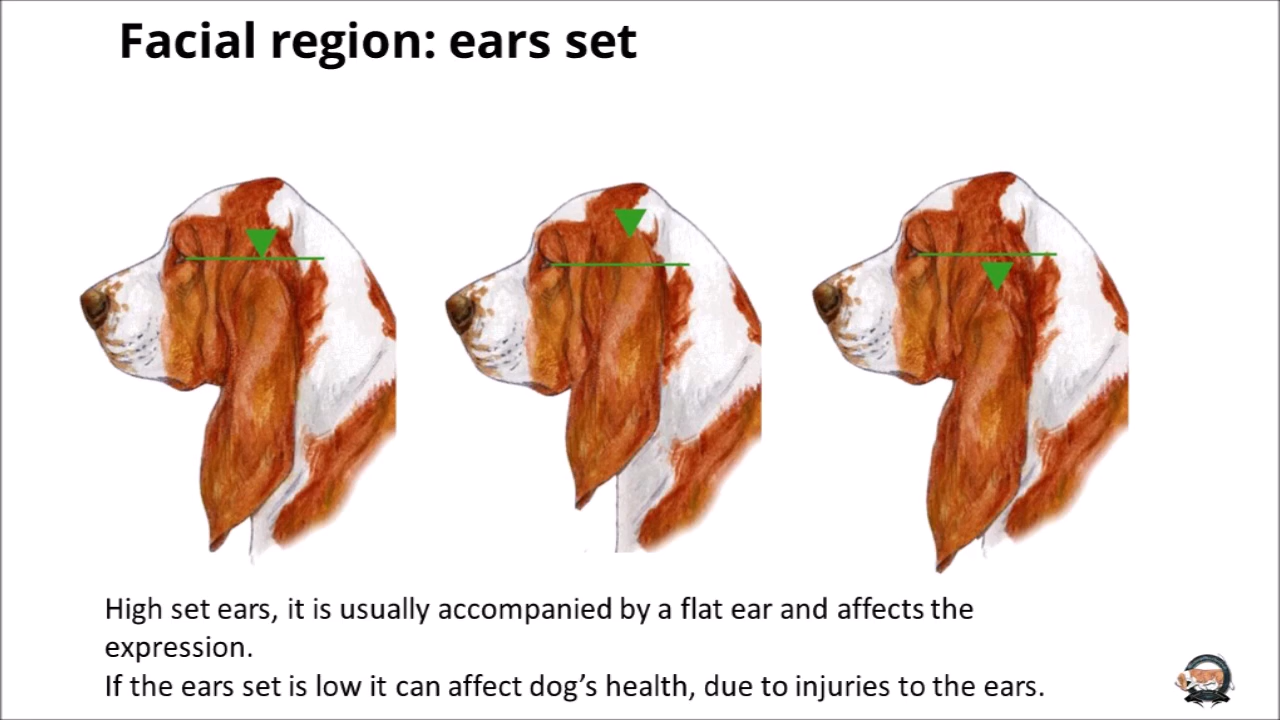 Facial region: ears set
High set ears, it is usually accompanied by a flat ear and affects the
expression.
If the ears set is low it can affect dog’s health, due to injuries to the ears.